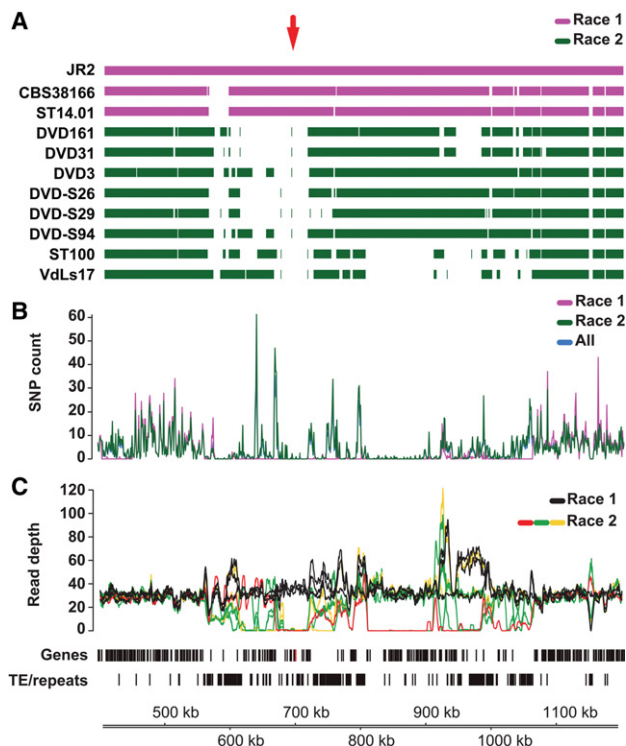 A
Race 1
Race 2
JR2
CBS38166
ST14.01
DVD161
DVD31
DVD3
DVD-S26
DVD-S29
DVD-S94
ST100
VdLs17
B
Race 1
Race 2
All
SNP count
60
50
40
30
20
10
0
C
Race 1
Race 2
Read depth
120
100
80
60
40
20
0
Genes
TE/repeats
500 kb 700 kb 900 kb 1100 kb
600 kb 800 kb 1000 kb